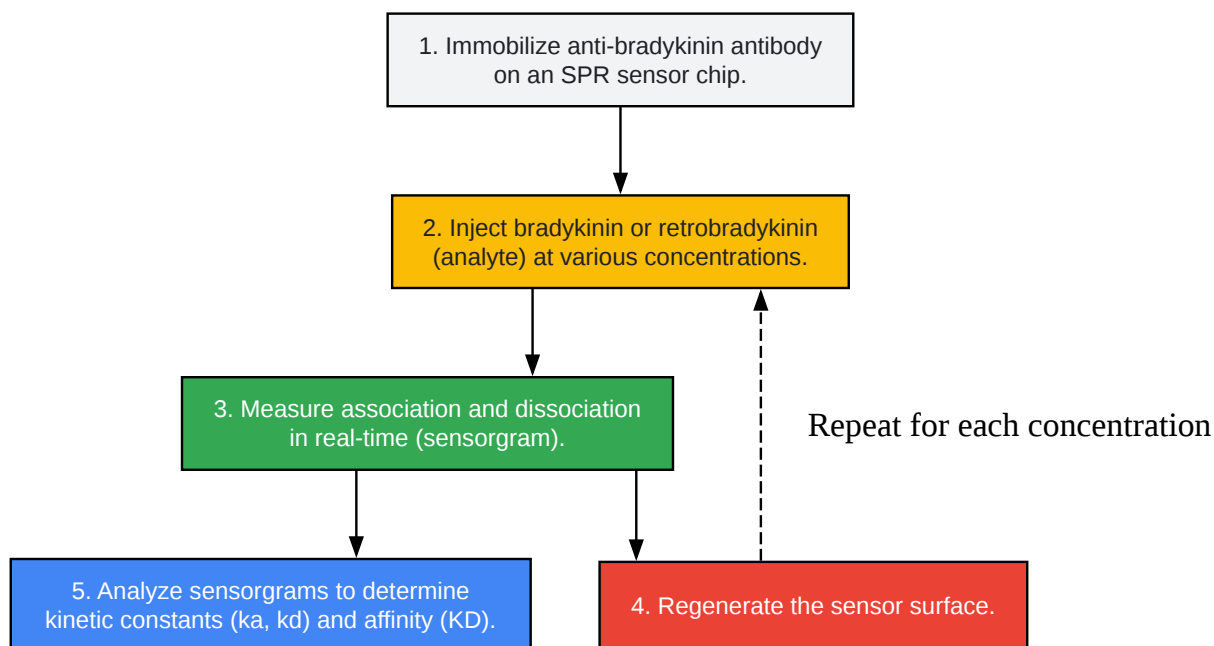 1. Immobilize anti-bradykinin antibody
on an SPR sensor chip.
2. Inject bradykinin or retrobradykinin
(analyte) at various concentrations.
3. Measure association and dissociation
in real-time (sensorgram).
Repeat for each concentration
5. Analyze sensorgrams to determine
kinetic constants (ka, kd) and affinity (KD).
4. Regenerate the sensor surface.